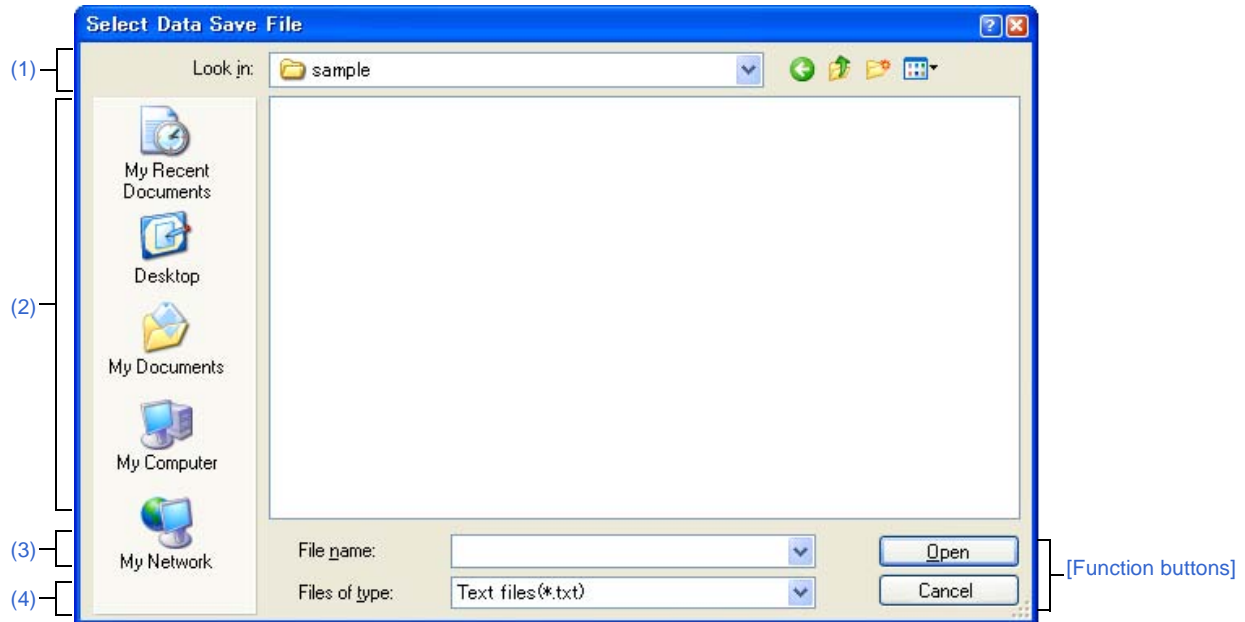 Select Data Save File
(1)
Look in:
sample
(2)
My Recent
Documents
Desktop
My Documents
My Computer
My Network
(3)
File name:
Open
(4)
Files of type:
Text files(*.txt)
Cancel
[Function buttons]